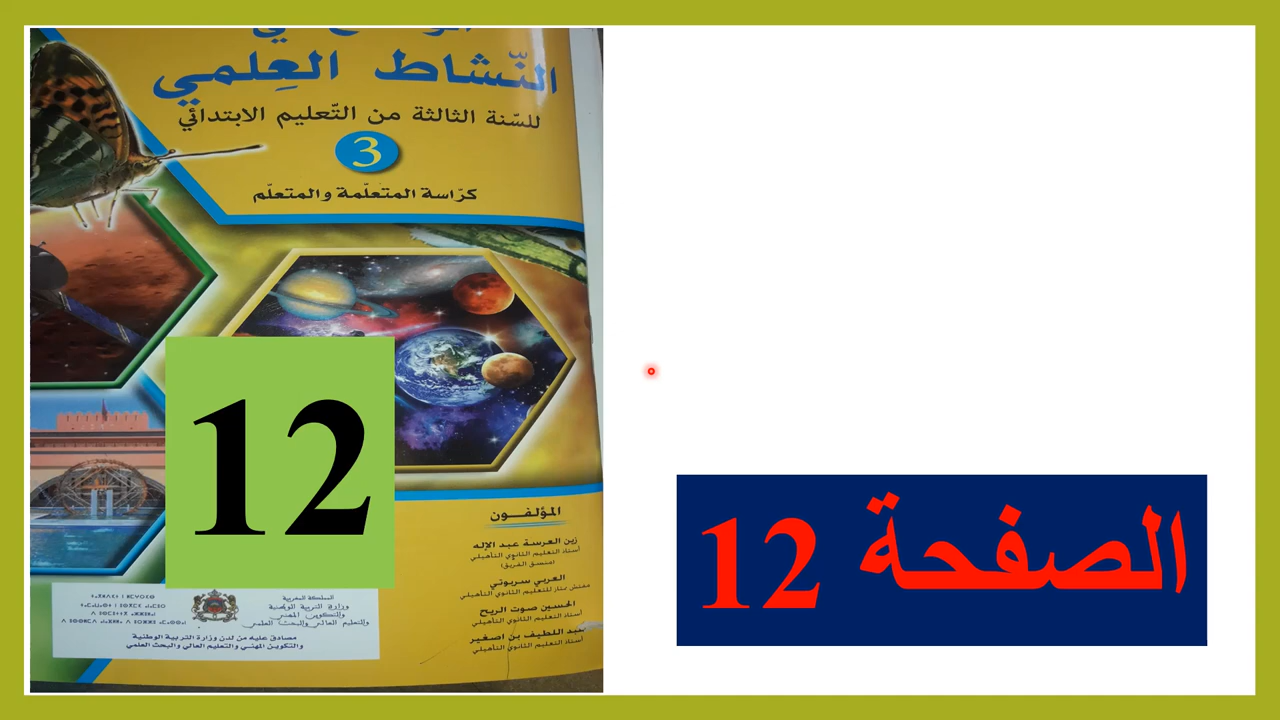 النّشاط العِلمي
للسّنة الثالثة من التّعليم الابتدائي
3
كرّاسة المتعلّمة والمتعلّم
12
المؤلفــون
زين العرسة عبد الإله
أستاذ التعليم الثانوي التأهيلي
(منسق الفريق)
العربي سربوتي
مفتش ممتاز للتعليم الثانوي التأهيلي
الحسين صوت الريح
أستاذ التعليم الثانوي التأهيلي
عبد اللطيف بن اصغير
أستاذ التعليم الثانوي التأهيلي
المملكة المغربية
وزارة التربية الوطنية
والتكوين المهني
والتعليم العالي والبحث العلمي
مصادق عليه من لدن وزارة التربية الوطنية
والتكوين المهني والتعليم العالي والبحث العلمي
الصفحة 12